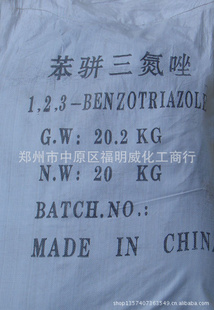 苯骈三氮唑
1,2,3-BENZOTRIAZOLE
G.W: 20.2 KG
郑州市中原区福明威化工商行
N.W: 20 KG
BATCH.NO.:
MADE IN CHINA